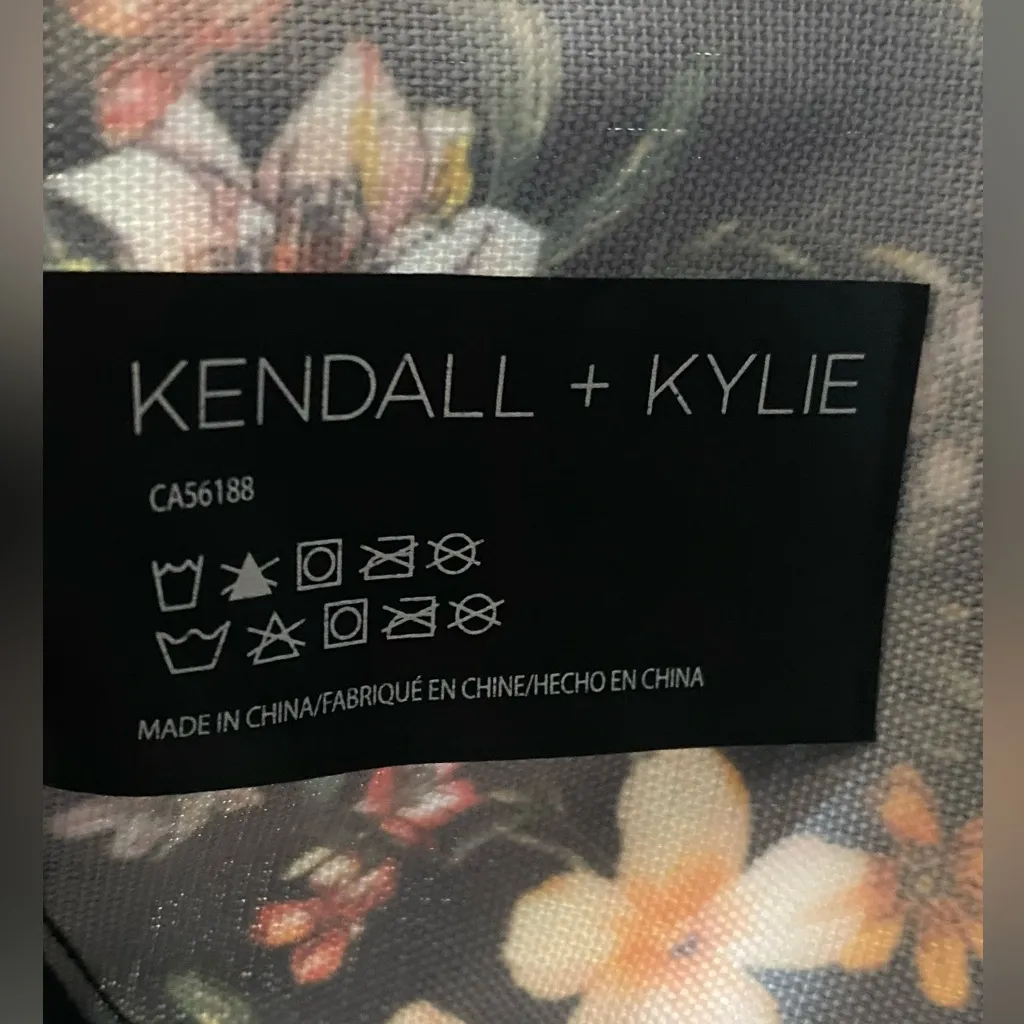 KENDALL + KYLIE
CA56188
MADE IN CHINA/FABRIQUÉ EN CHINE/HECHO EN CHINA